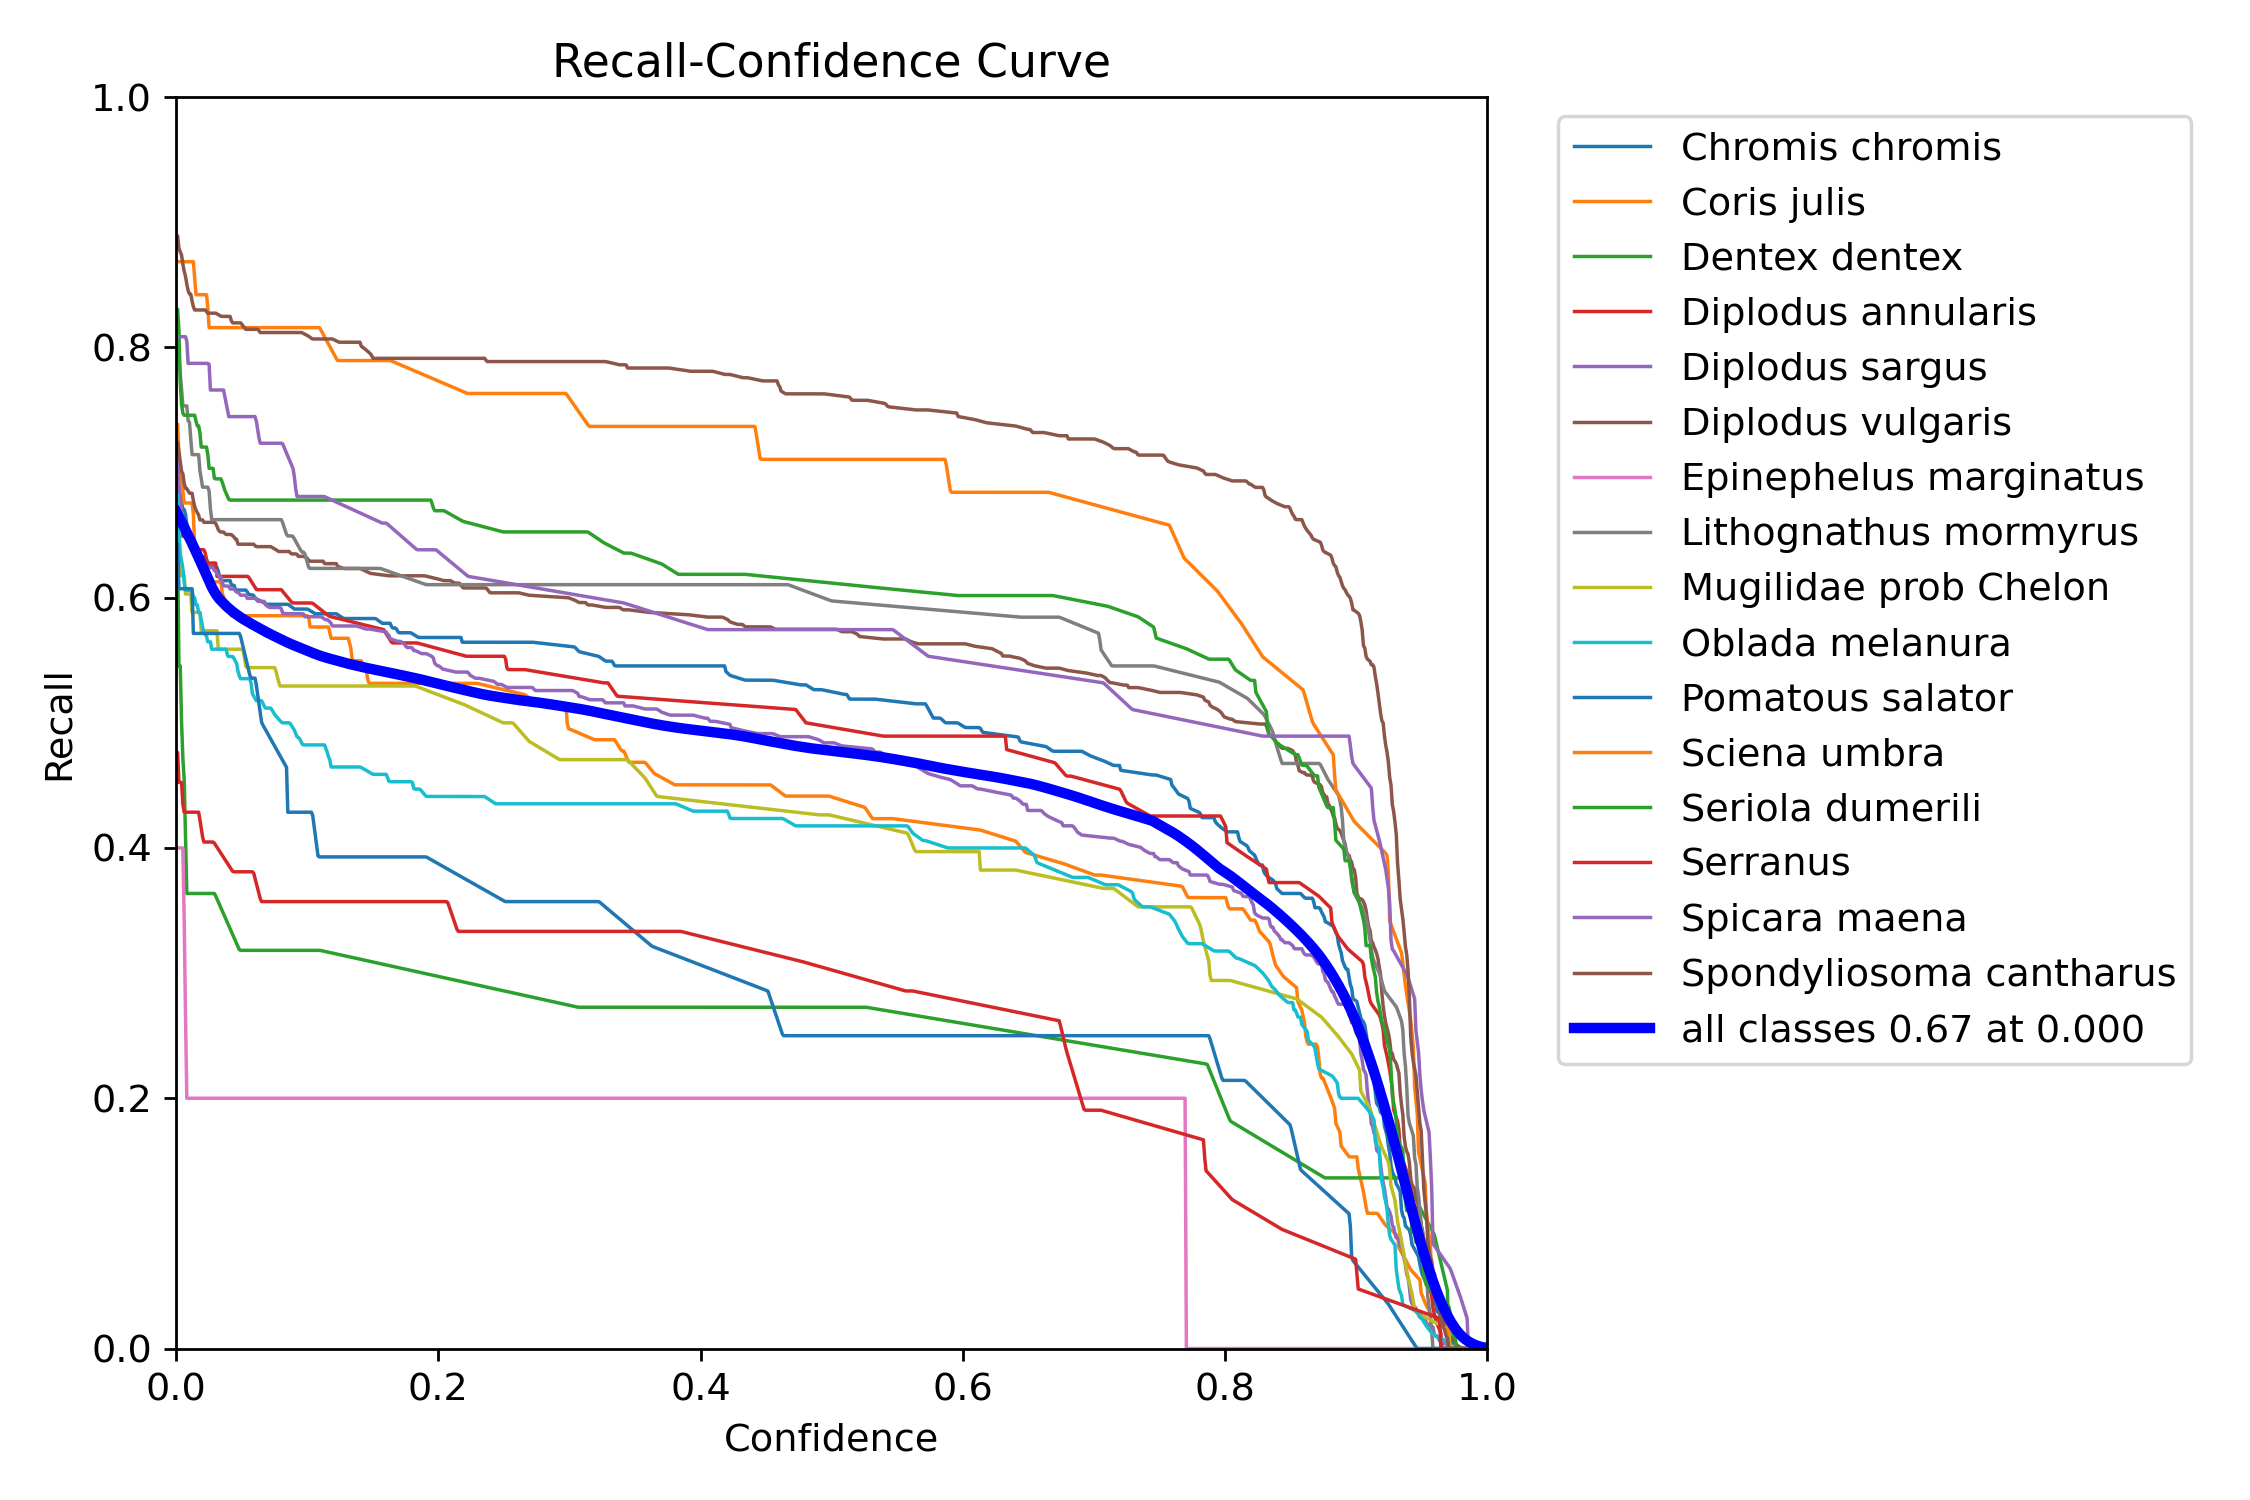 Recall-Confidence Curve
1.0
0.8
0.6
0.4
0.2
0.0
Recall
0.0 0.2 0.4 0.6 0.8 1.0
Confidence
Chromis chromis
Coris julis
Dentex dentex
Diplodus annularis
Diplodus sargus
Diplodus vulgaris
Epinephelus marginatus
Lithognathus mormyrus
Mugilidae prob Chelon
Oblada melanura
Pomatous salator
Sciena umbra
Seriola dumerili
Serranus
Spicara maena
Spondyliosoma cantharus
all classes 0.67 at 0.000